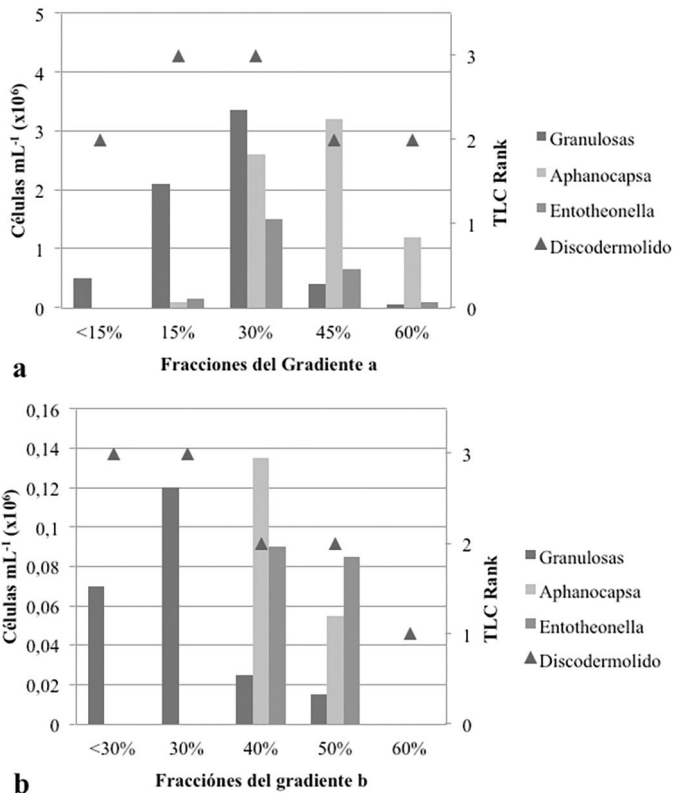 5
4
3
2
1
0
Células mL-1 (x10⁶)
3
2
1
0
TLC Rank
<15% 15% 30% 45% 60%
Fracciones del Gradiente a
Granulosas
Aphanocapsa
Entotheonella
Discodermolido
a
0,16
0,14
0,12
0,1
0,08
0,06
0,04
0,02
0
Células mL-1 (x10⁶)
3
2
1
0
TLC Rank
<30% 30% 40% 50% 60%
Fracciónes del gradiente b
Granulosas
Aphanocapsa
Entotheonella
Discodermolido
b